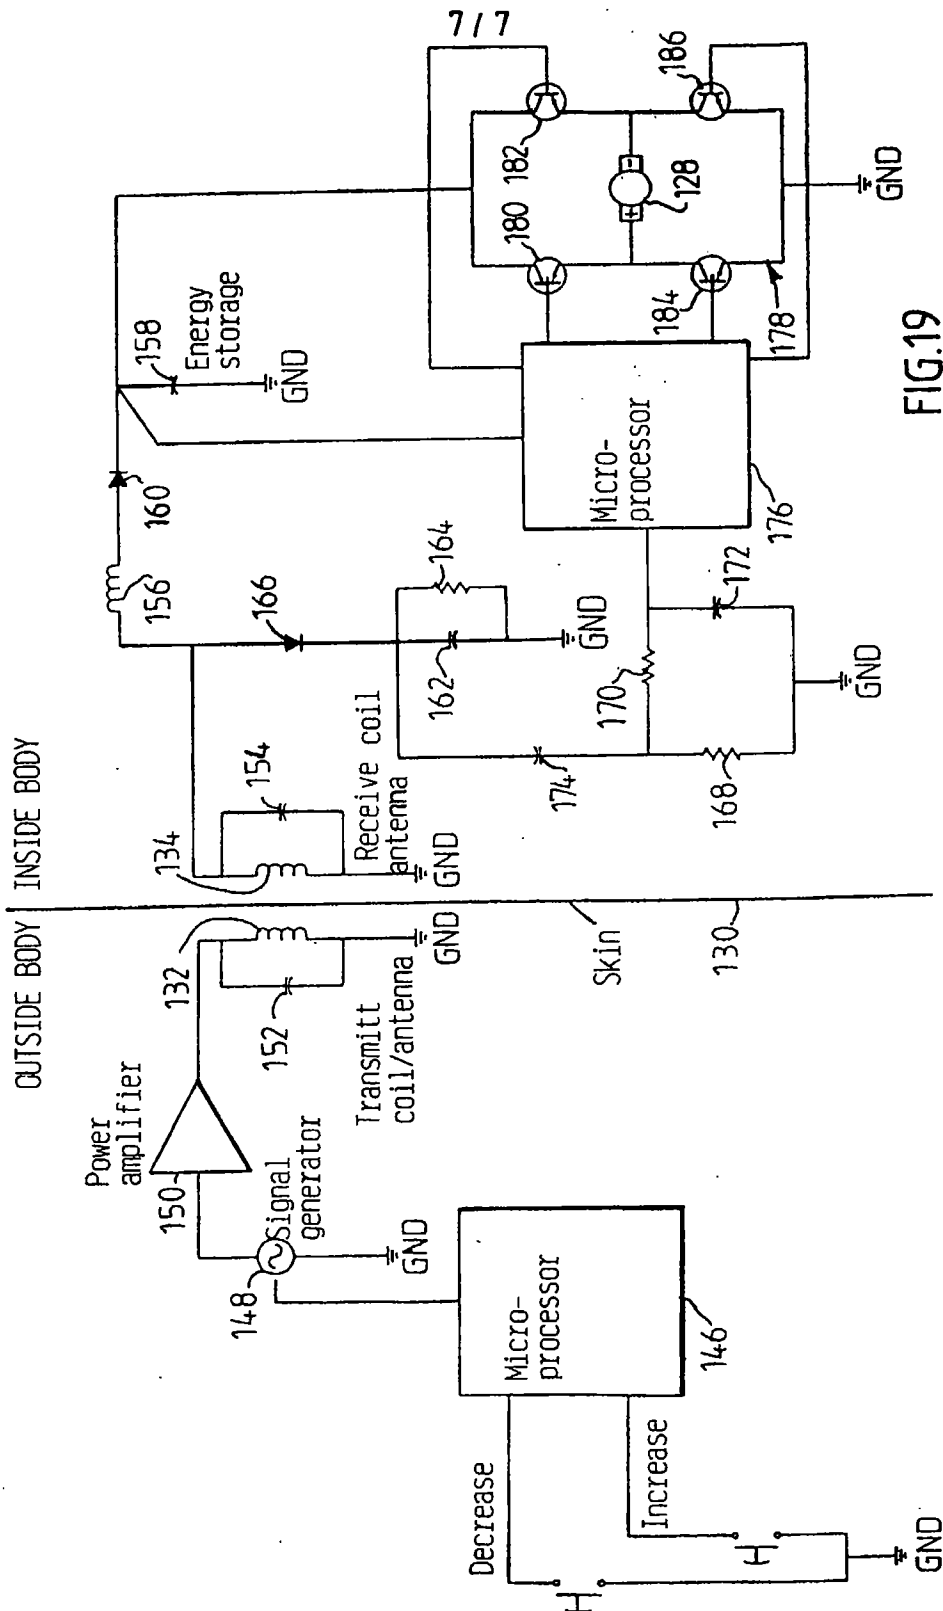 7/7
OUTSIDE BODY
INSIDE BODY
Power
amplifier
150
132
134
154
156
160
158
Energy
storage
GND
166
164
162
GND
148
Signal
generator
GND
152
Transmitt
coil/antenna
GND
Receive coil
antenna
GND
174
170
172
168
GND
Micro-
processor
176
180
182
128
184
186
178
GND
Skin
130
Micro-
processor
146
Decrease
Increase
GND
FIG.19